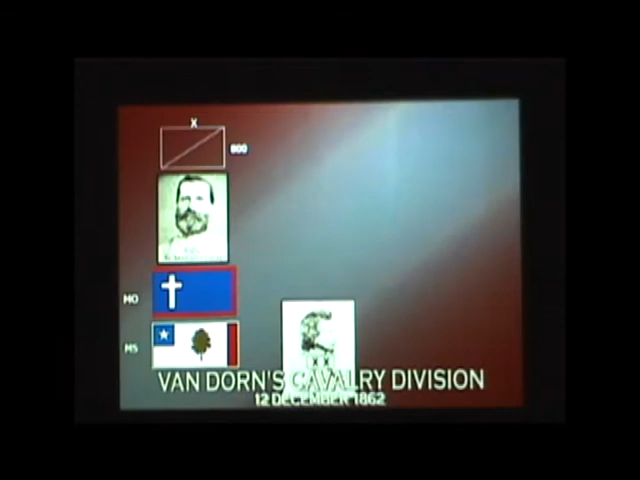 X
800
MO
MS
VAN DORN'S CAVALRY DIVISION
12 DECEMBER 1862